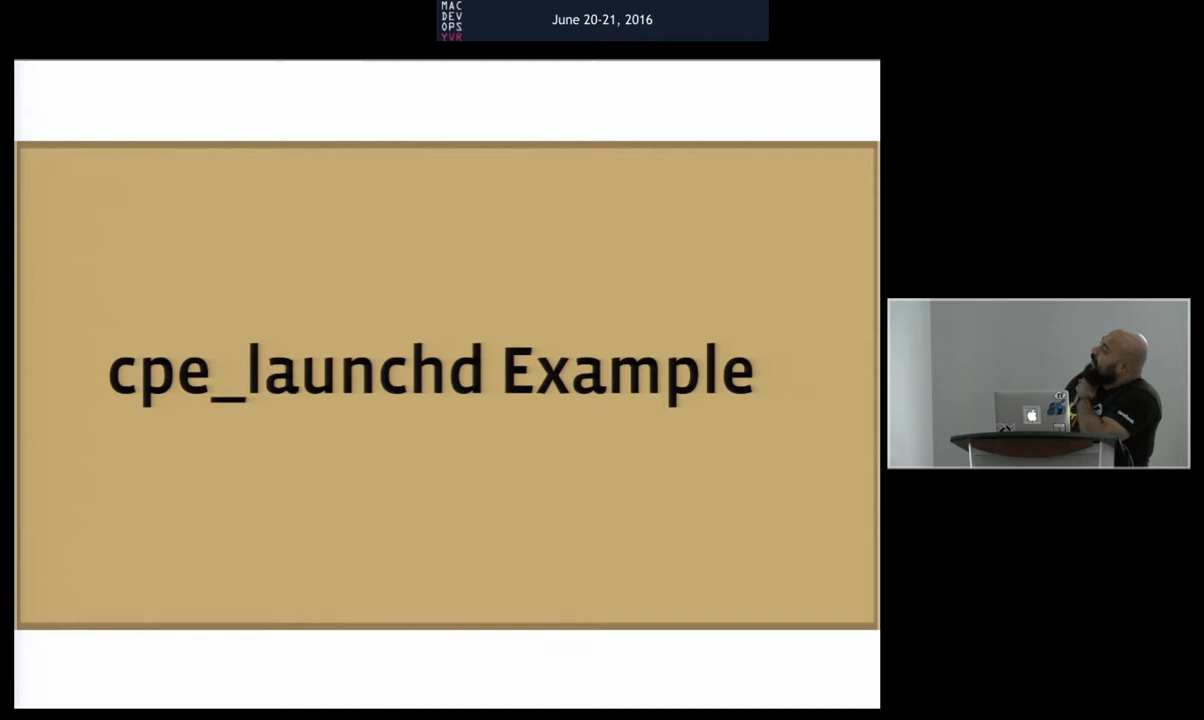 MAC
DEV
OPS
YVR
June 20-21, 2016
cpe_launchd Example